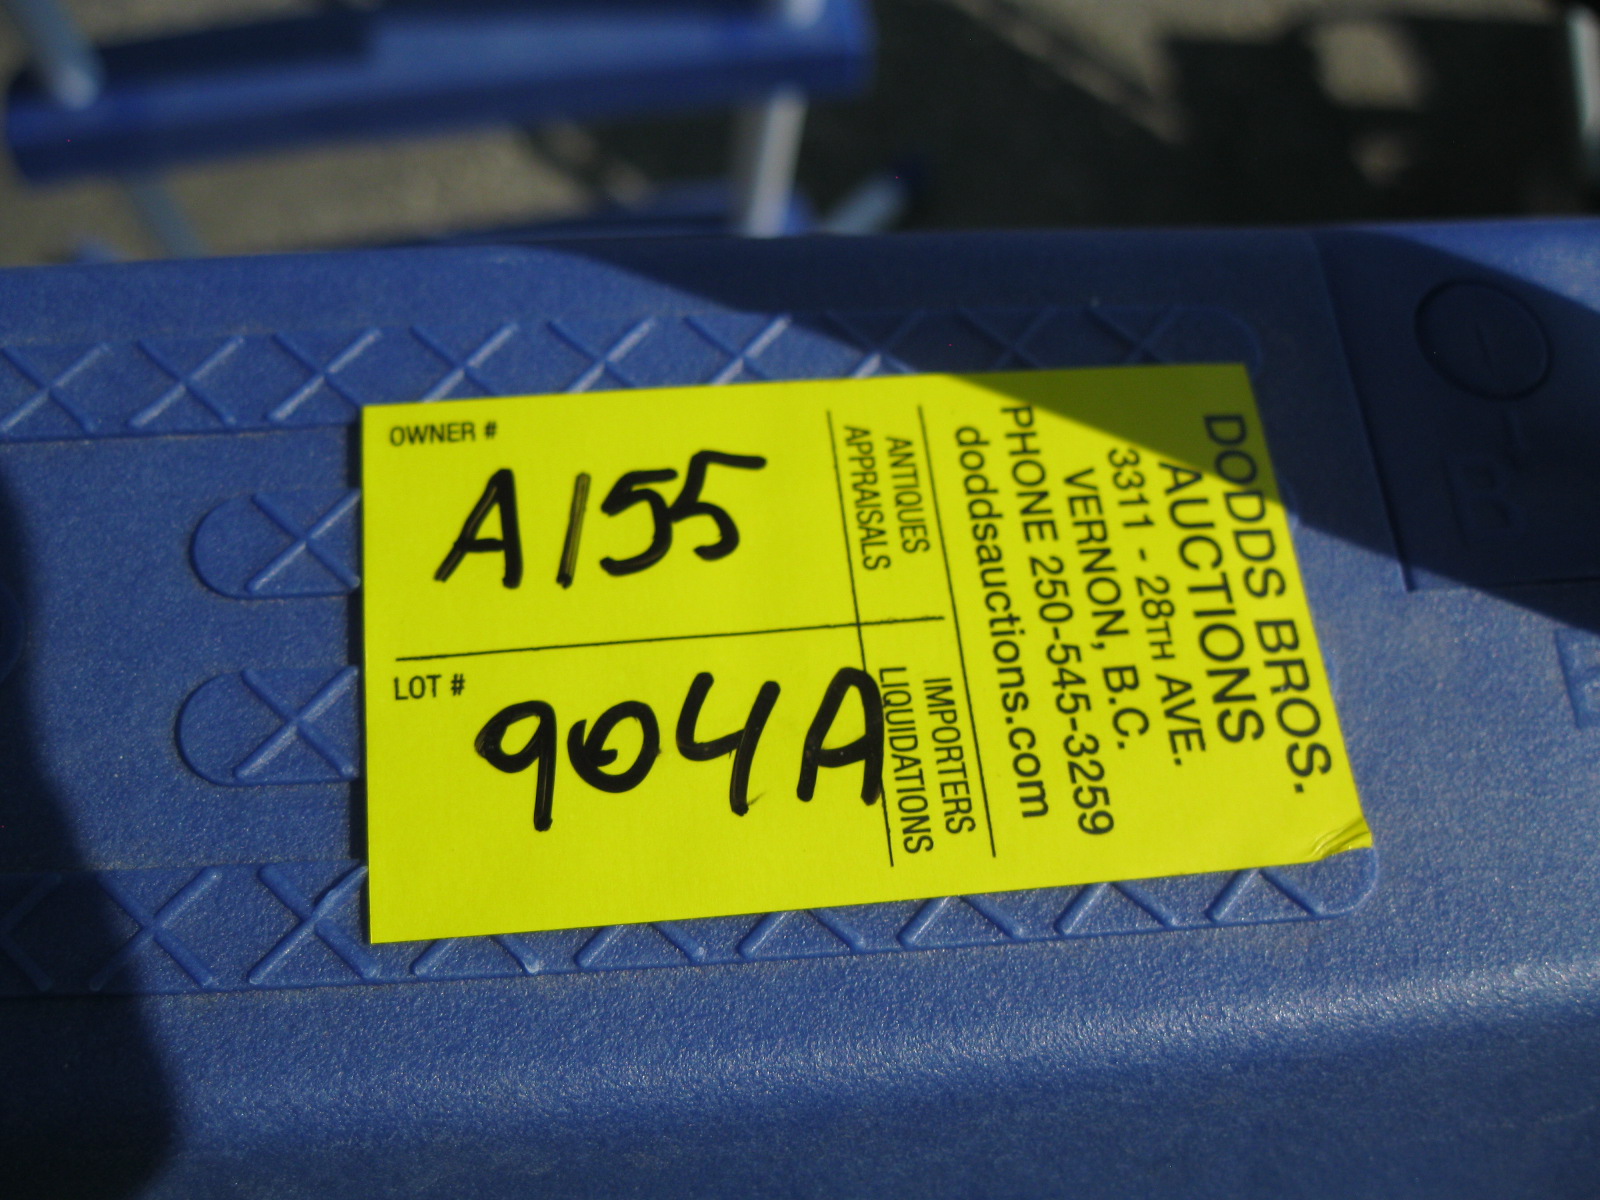 OWNER #
A155
LOT #
904A
ANTIQUES
APPRAISALS
IMPORTERS
LIQUIDATIONS
DODDS BROS.
AUCTIONS
3311 - 28TH AVE.
VERNON, B.C.
PHONE 250-545-3259
doddsauctions.com